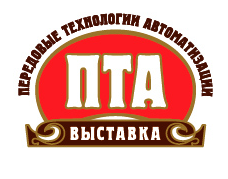 ПЕРЕДОВЫЕ ТЕХНОЛОГИИ АВТОМАТИЗАЦИИ
ПТА
ВЫСТАВКА